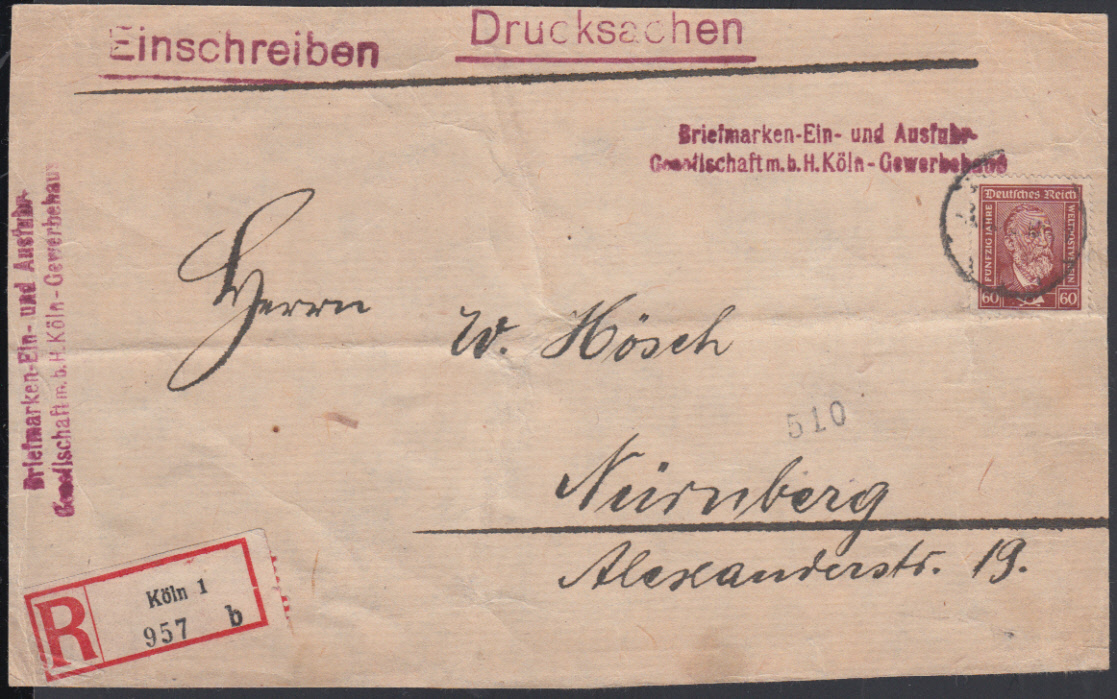 Einschreiben
Drucksachen
Briefmarken-Ein- und Ausfuhr-
Gesellschaft m.b.H. Köln-Gewerbehaus
Briefmarken-Ein- und Ausfuhr-
Gesellschaft m.b.H. Köln-Gewerbehaus
Deutsches Reich
FÜNFZIG JAHRE
WELTPOSTVEREIN
60 60
Herrn
W. Hösch
510
Nürnberg
Alexanderstr. 19.
R
Köln 1
957 b